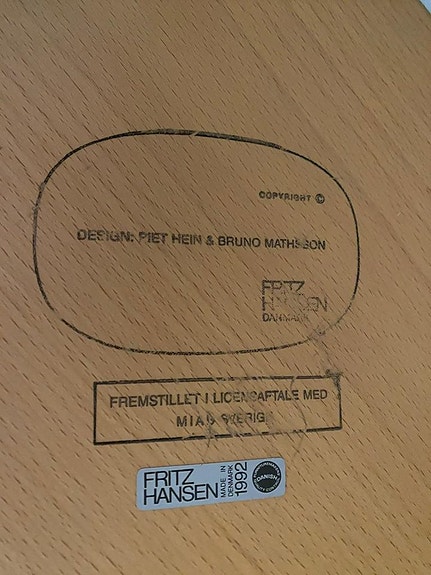 COPYRIGHT ©
DESIGN: PIET HEIN & BRUNO MATHSSON
FRITZ
HANSEN
DANMARK
FREMSTILLET I LICENSAFTALE MED
SVERIGE
FRITZ
HANSEN
MADE IN
DENMARK
1992
DANISH